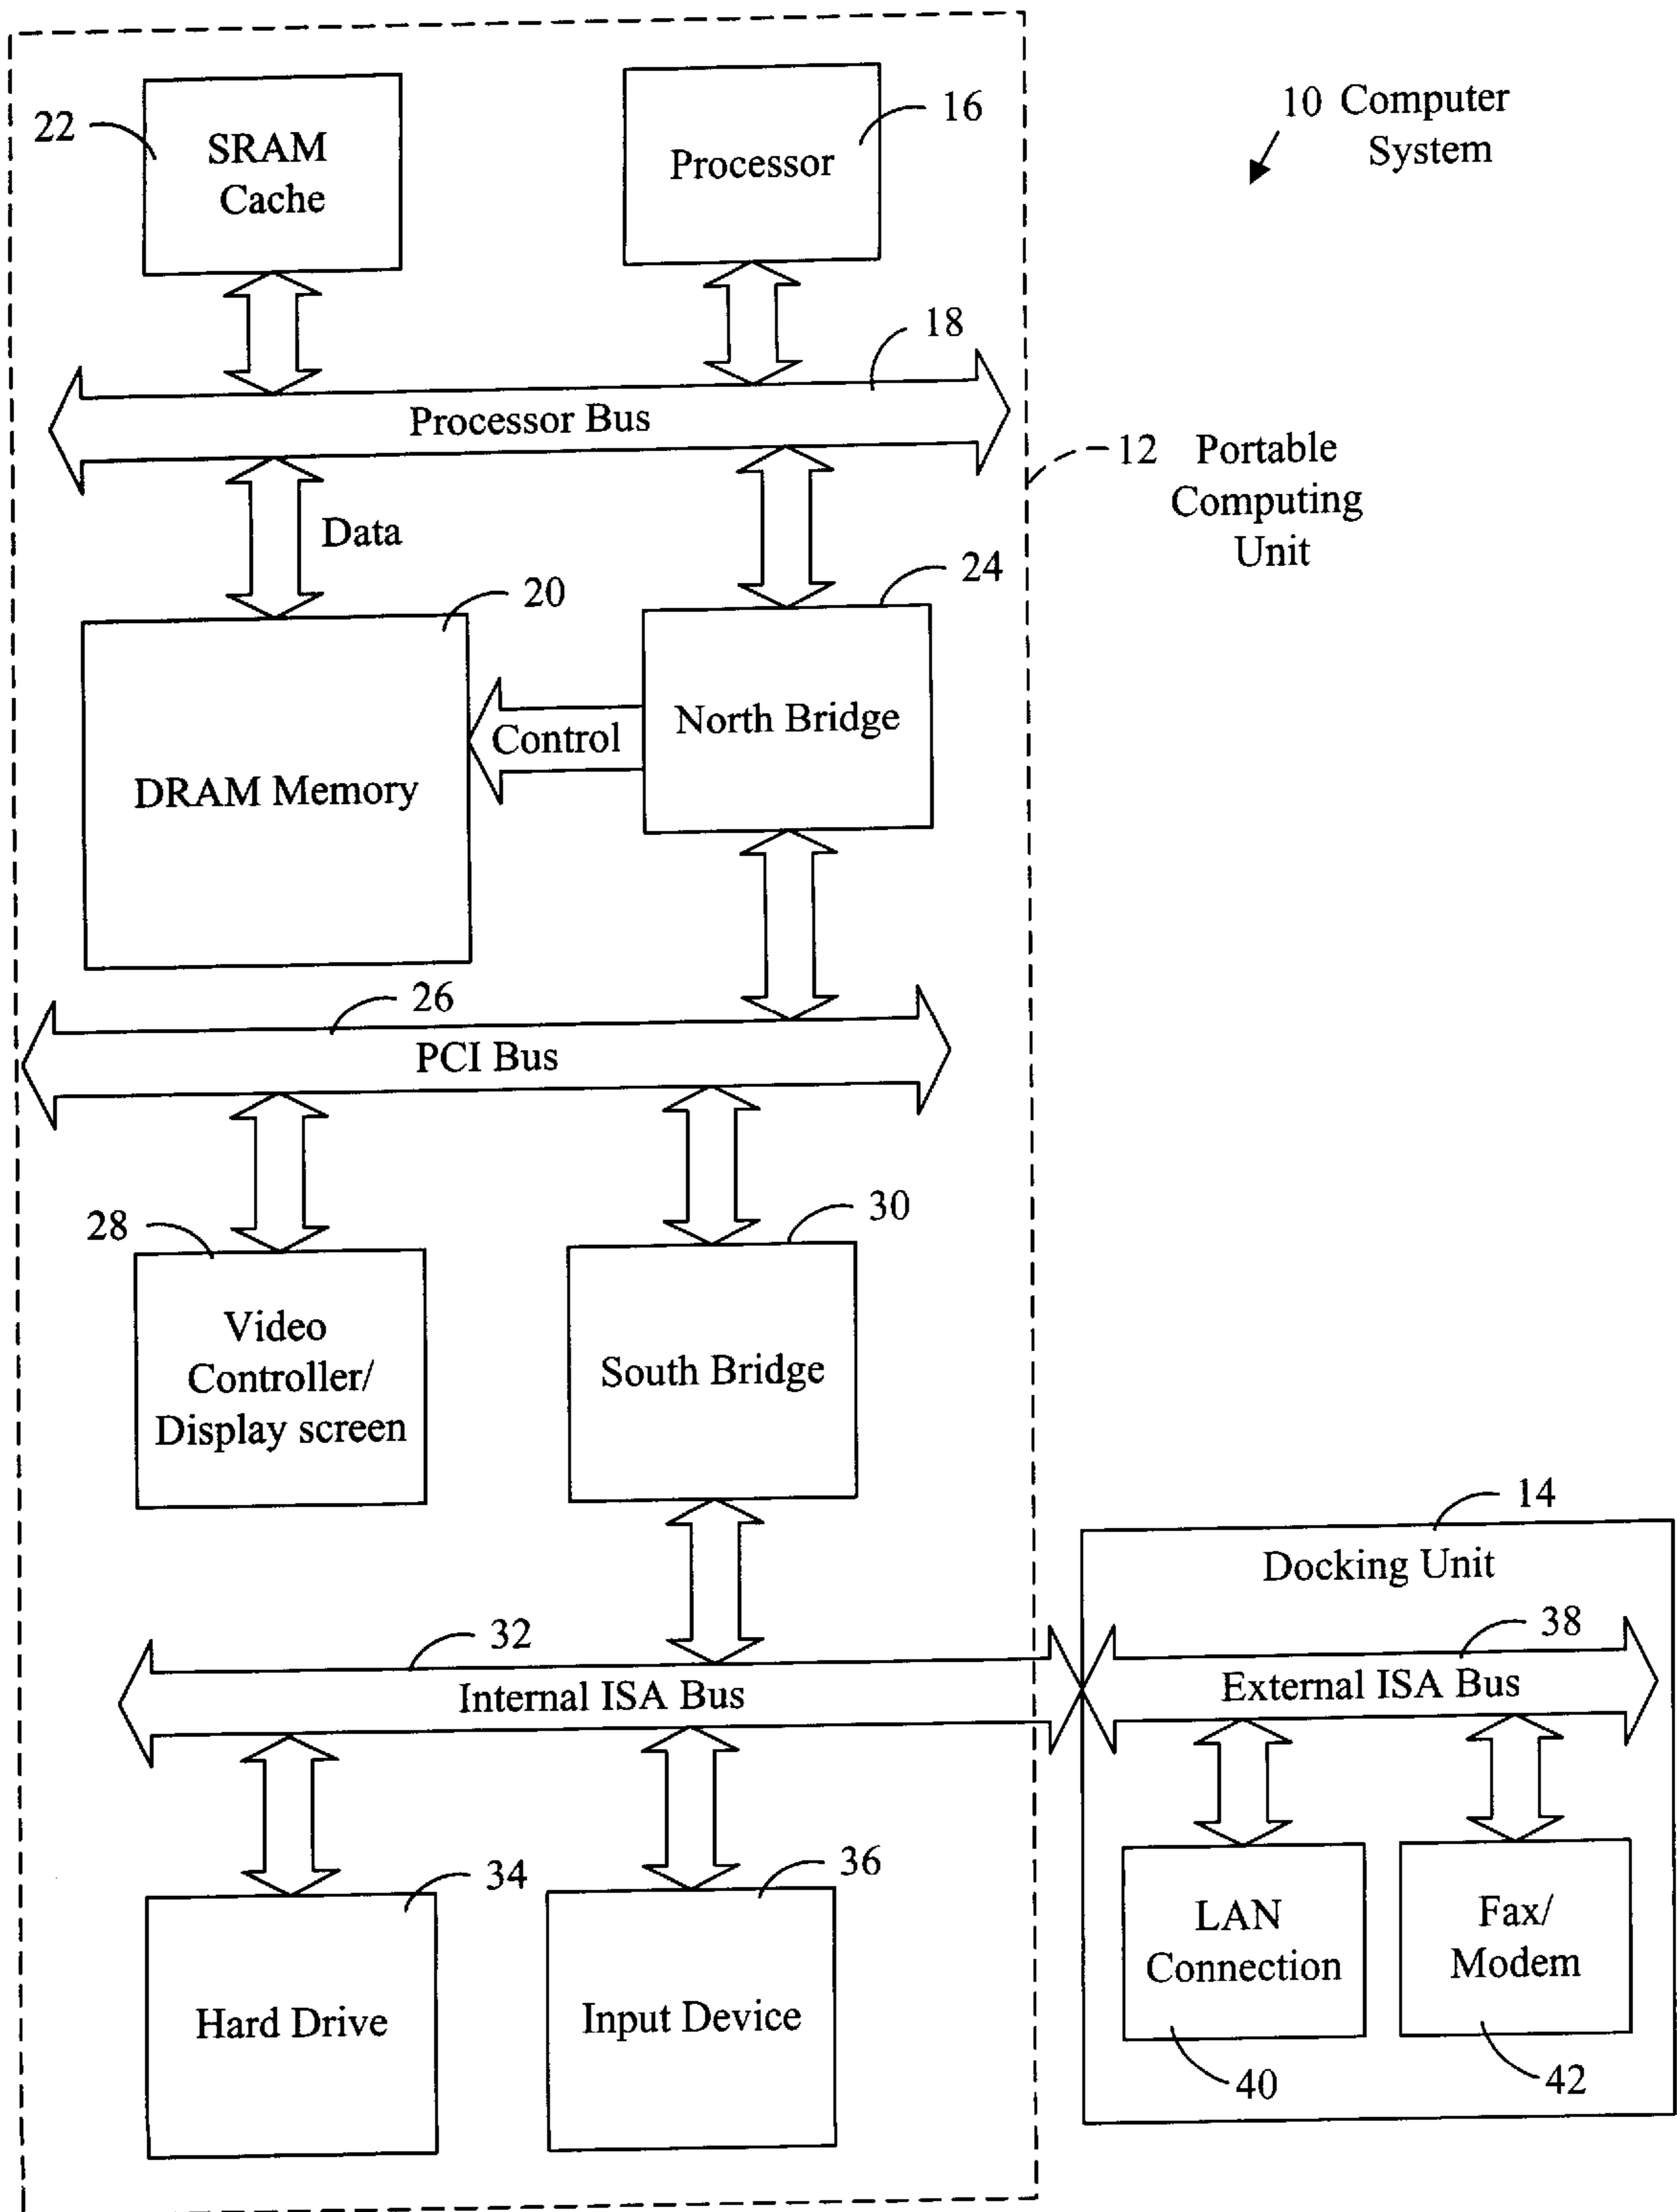 10 Computer
System
22
SRAM
Cache
16
Processor
18
Processor Bus
12 Portable
Computing
Unit
Data
20
24
DRAM Memory
Control
North Bridge
26
PCI Bus
28
Video
Controller/
Display screen
30
South Bridge
14
Docking Unit
32
Internal ISA Bus
38
External ISA Bus
34
Hard Drive
36
Input Device
LAN
Connection
40
Fax/
Modem
42